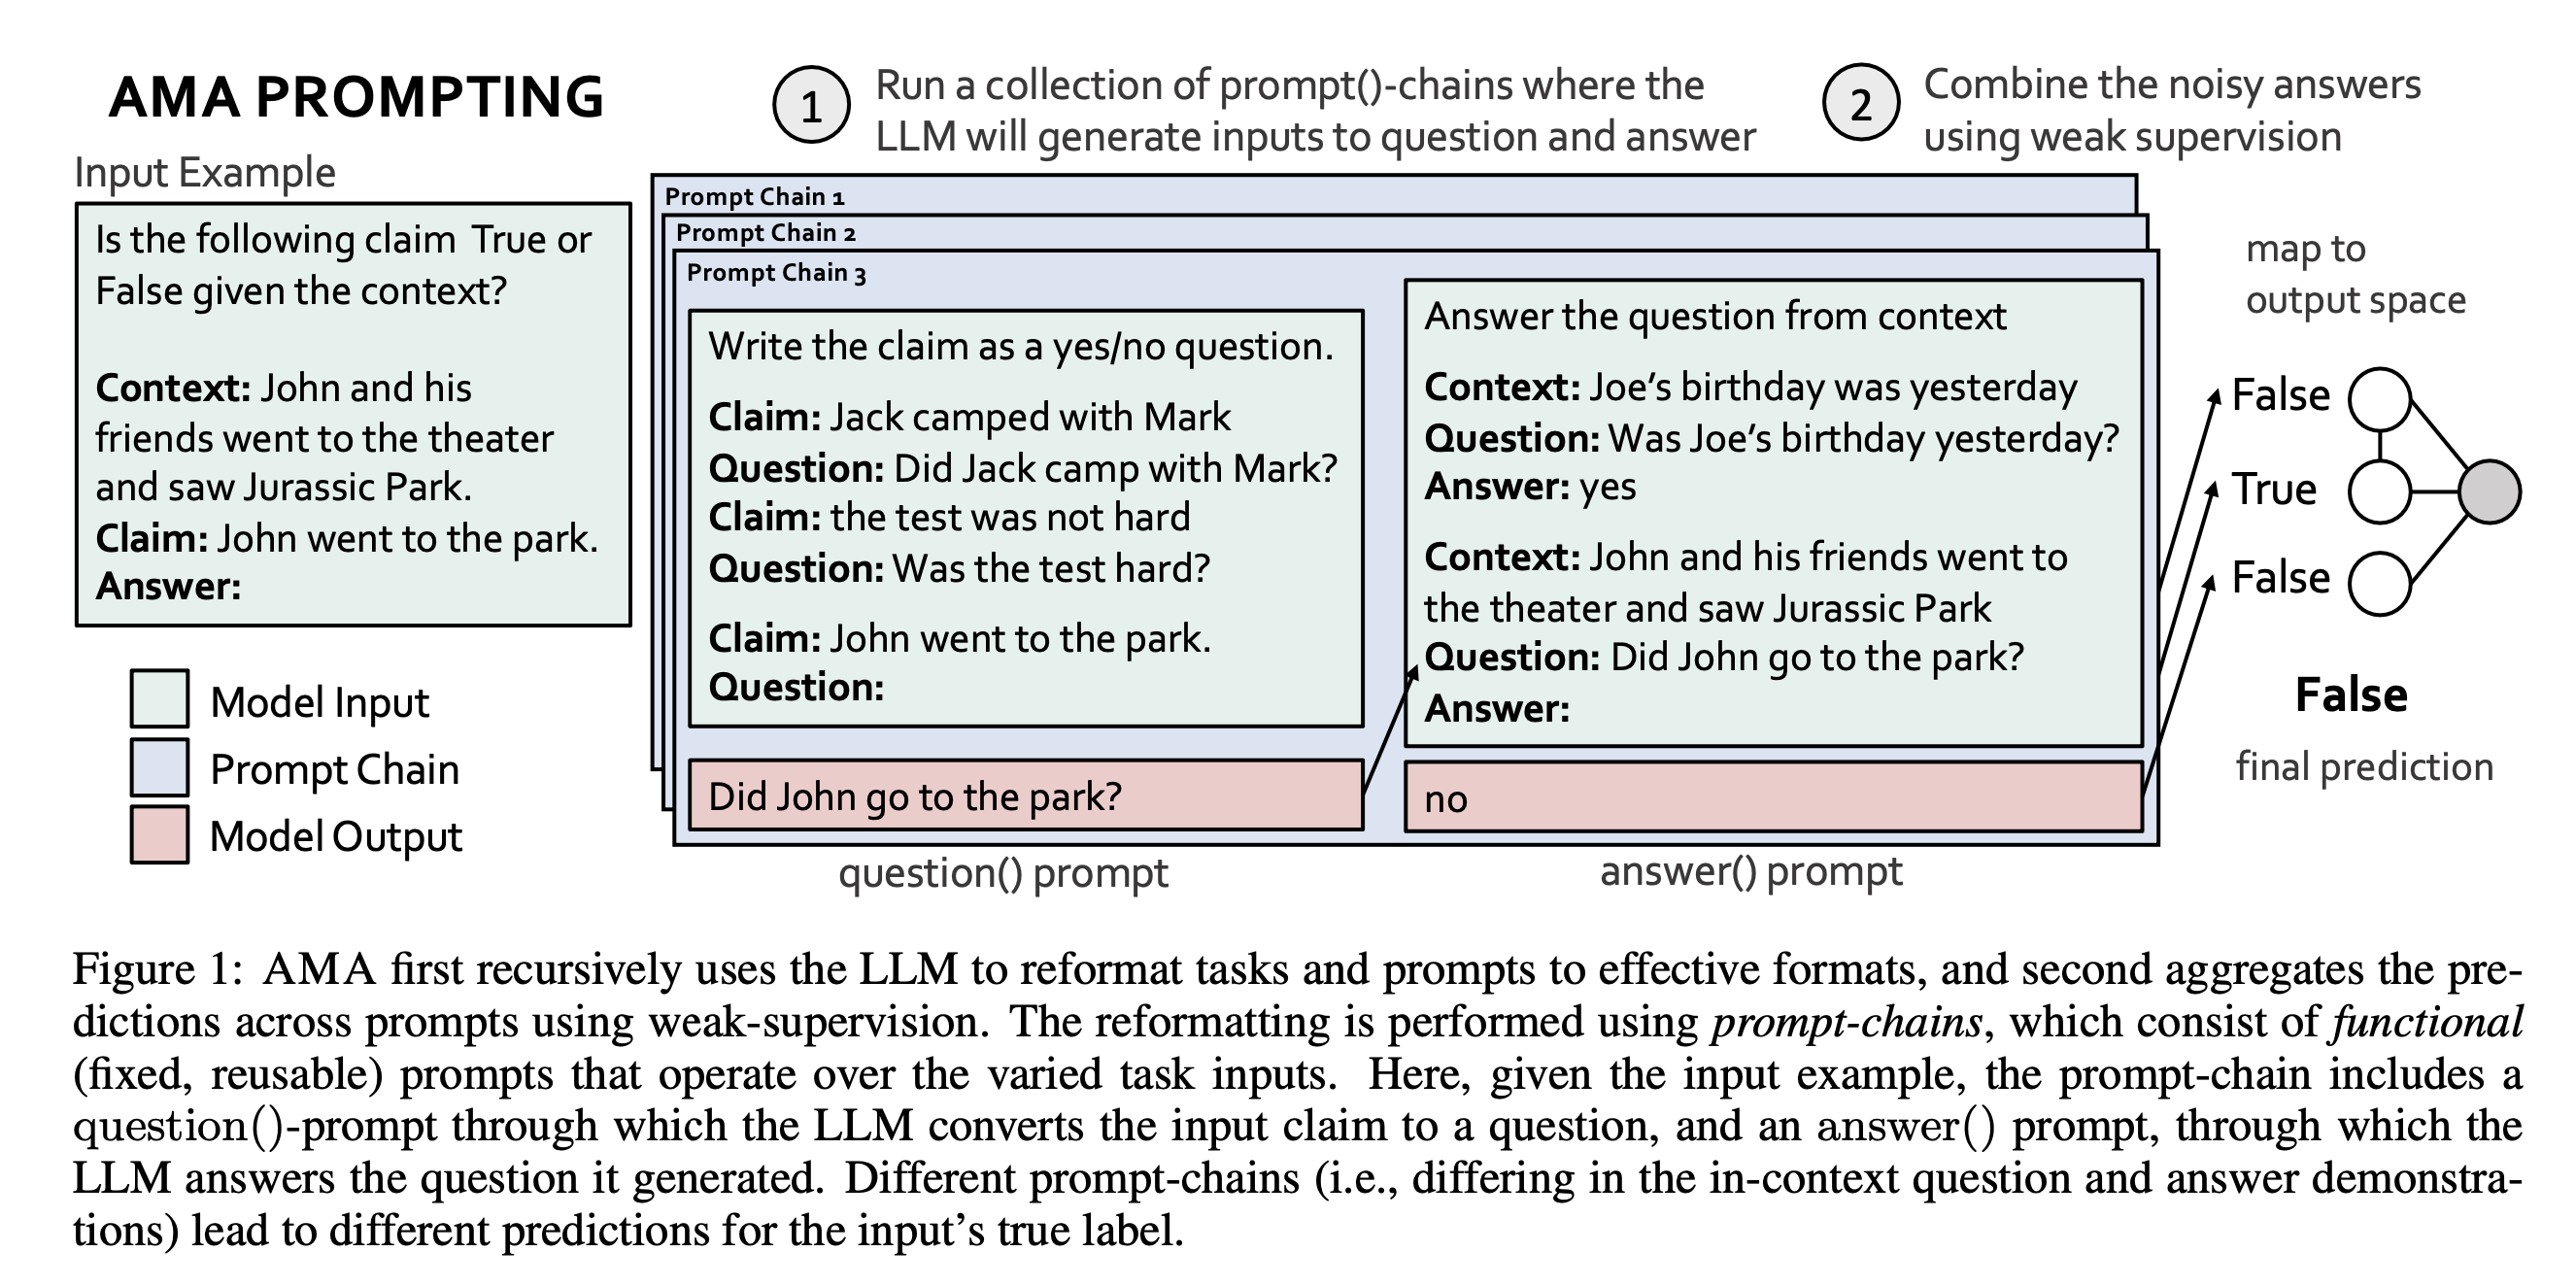 AMA PROMPTING
1
Run a collection of prompt()-chains where the
LLM will generate inputs to question and answer
2
Combine the noisy answers
using weak supervision
Input Example
Is the following claim True or
False given the context?
Context: John and his
friends went to the theater
and saw Jurassic Park.
Claim: John went to the park.
Answer:
Model Input
Prompt Chain
Model Output
Prompt Chain 1
Prompt Chain 2
Prompt Chain 3
Write the claim as a yes/no question.
Claim: Jack camped with Mark
Question: Did Jack camp with Mark?
Claim: the test was not hard
Question: Was the test hard?
Claim: John went to the park.
Question:
Did John go to the park?
question() prompt
Answer the question from context
Context: Joe’s birthday was yesterday
Question: Was Joe’s birthday yesterday?
Answer: yes
Context: John and his friends went to
the theater and saw Jurassic Park
Question: Did John go to the park?
Answer:
no
answer() prompt
map to
output space
False
True
False
False
final prediction
Figure 1: AMA first recursively uses the LLM to reformat tasks and prompts to effective formats, and second aggregates the pre-
dictions across prompts using weak-supervision. The reformatting is performed using prompt-chains, which consist of functional
(fixed, reusable) prompts that operate over the varied task inputs. Here, given the input example, the prompt-chain includes a
question()-prompt through which the LLM converts the input claim to a question, and an answer() prompt, through which the
LLM answers the question it generated. Different prompt-chains (i.e., differing in the in-context question and answer demonstra-
tions) lead to different predictions for the input’s true label.